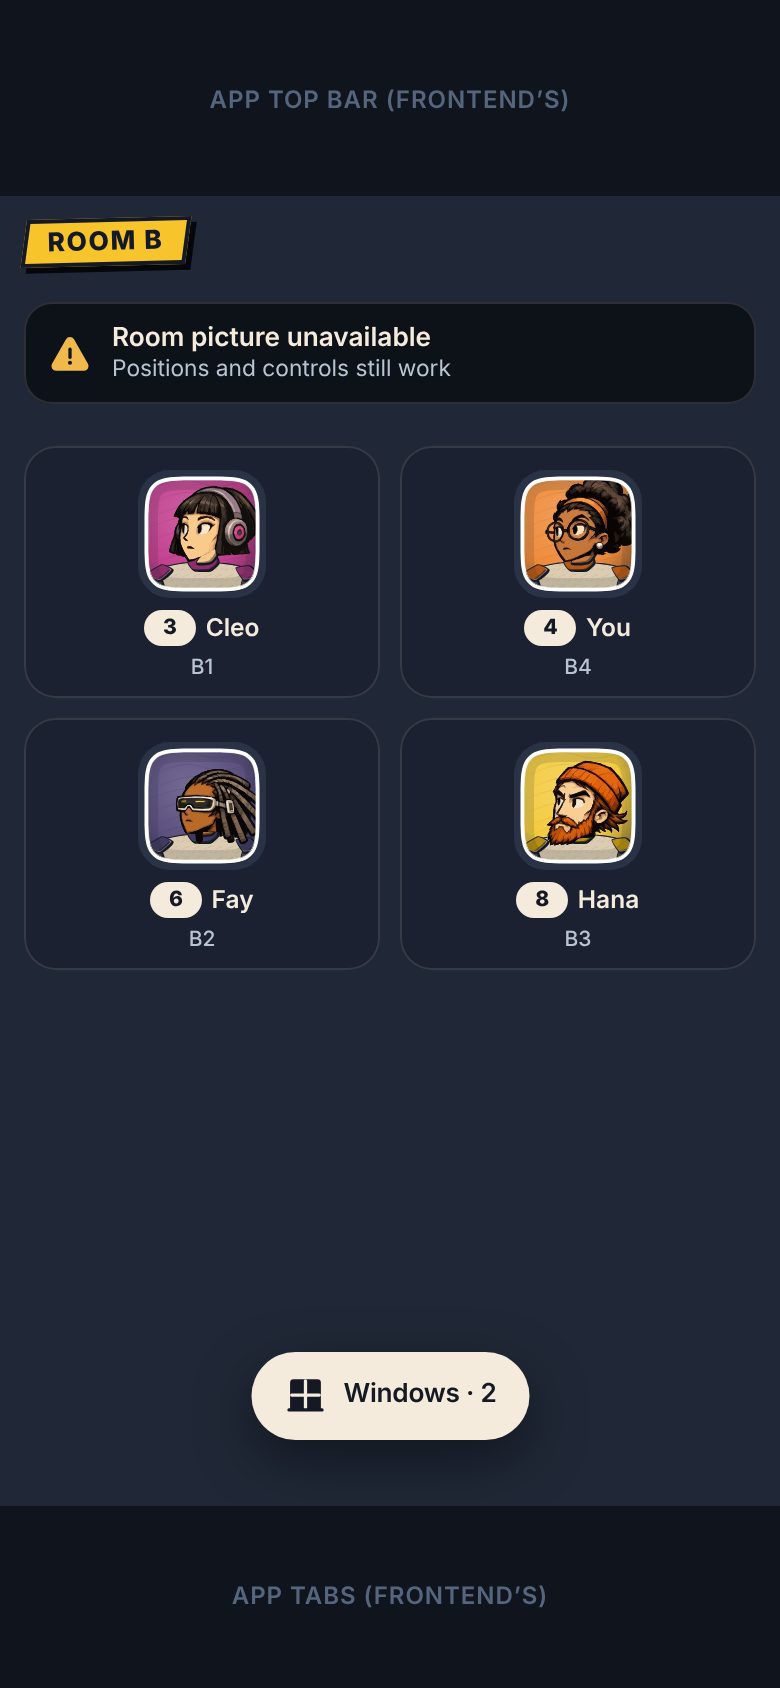 APP TOP BAR (FRONTEND’S)
ROOM B
Room picture unavailable
Positions and controls still work
3 Cleo
B1
4 You
B4
6 Fay
B2
8 Hana
B3
Windows · 2
APP TABS (FRONTEND’S)